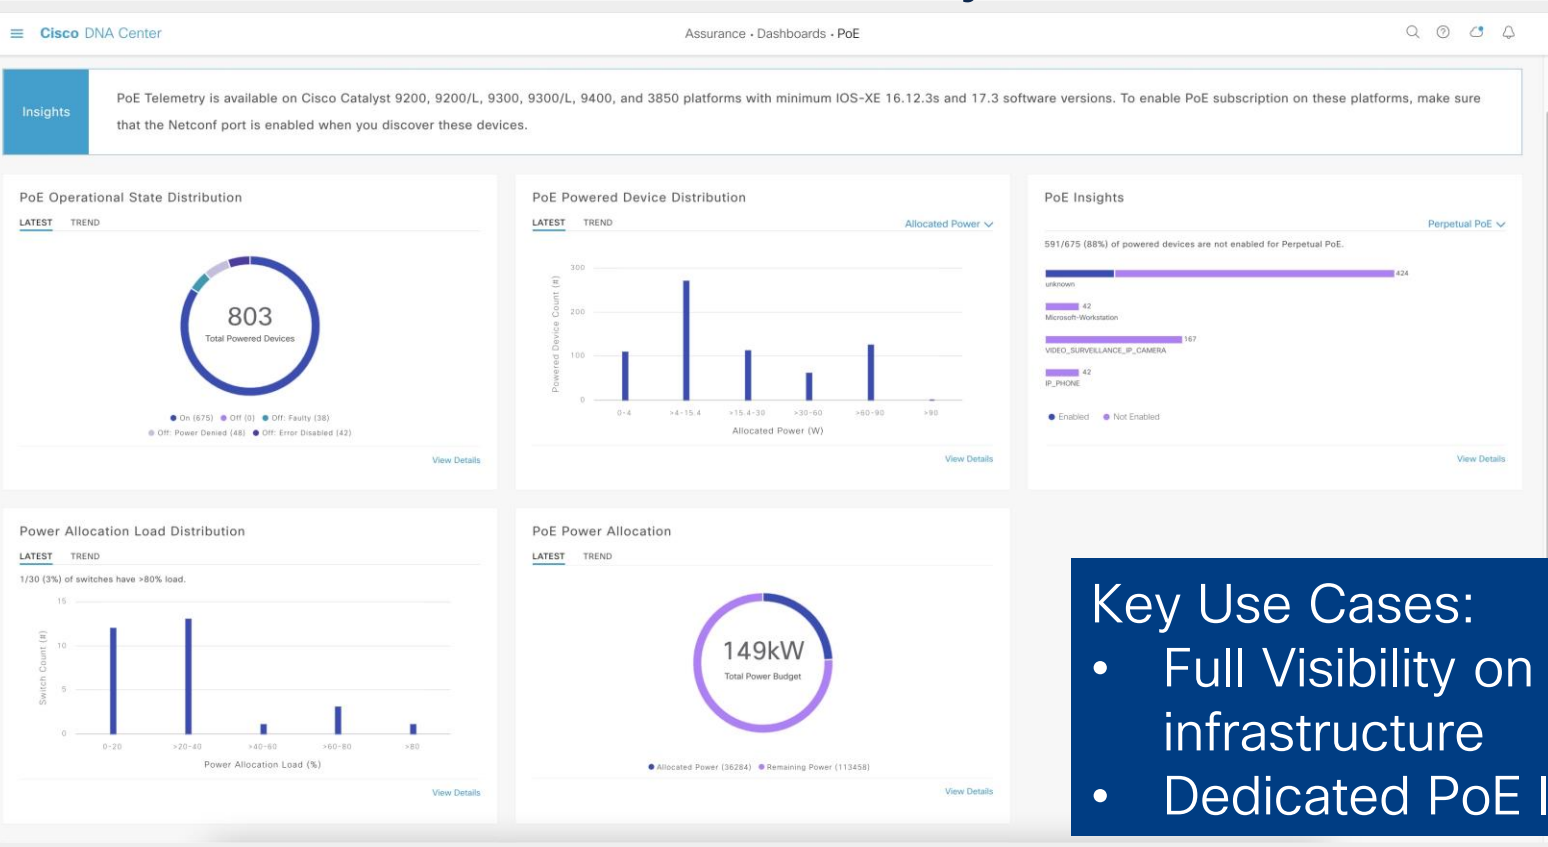 Cisco DNA Center
Assurance • Dashboards • PoE
Insights
PoE Telemetry is available on Cisco Catalyst 9200, 9200/L, 9300, 9300/L, 9400, and 3850 platforms with minimum IOS-XE 16.12.3s and 17.3 software versions. To enable PoE subscription on these platforms, make sure
that the Netconf port is enabled when you discover these devices.
PoE Operational State Distribution
LATEST TREND
803
Total Powered Devices
On (675) Off (0) Off: Faulty (38)
Off: Power Denied (48) Off: Error Disabled (42)
View Details
PoE Powered Device Distribution
LATEST TREND
Allocated Power
Powered Device Count (#)
300
200
100
0
0-4 >4-15.4 >15.4-30 >30-60 >60-90 >90
Allocated Power (W)
View Details
PoE Insights
Perpetual PoE
591/675 (88%) of powered devices are not enabled for Perpetual PoE.
424
unknown
42
Microsoft-Workstation
167
VIDEO_SURVEILLANCE_IP_CAMERA
42
IP_PHONE
Enabled Not Enabled
View Details
Power Allocation Load Distribution
LATEST TREND
1/30 (3%) of switches have >80% load.
Switch Count (#)
15
10
5
0
0-20 >20-40 >40-60 >60-80 >80
Power Allocation Load (%)
View Details
PoE Power Allocation
LATEST TREND
149kW
Total Power Budget
Allocated Power (36284) Remaining Power (113458)
View Details
Key Use Cases:
• Full Visibility on
infrastructure
• Dedicated PoE